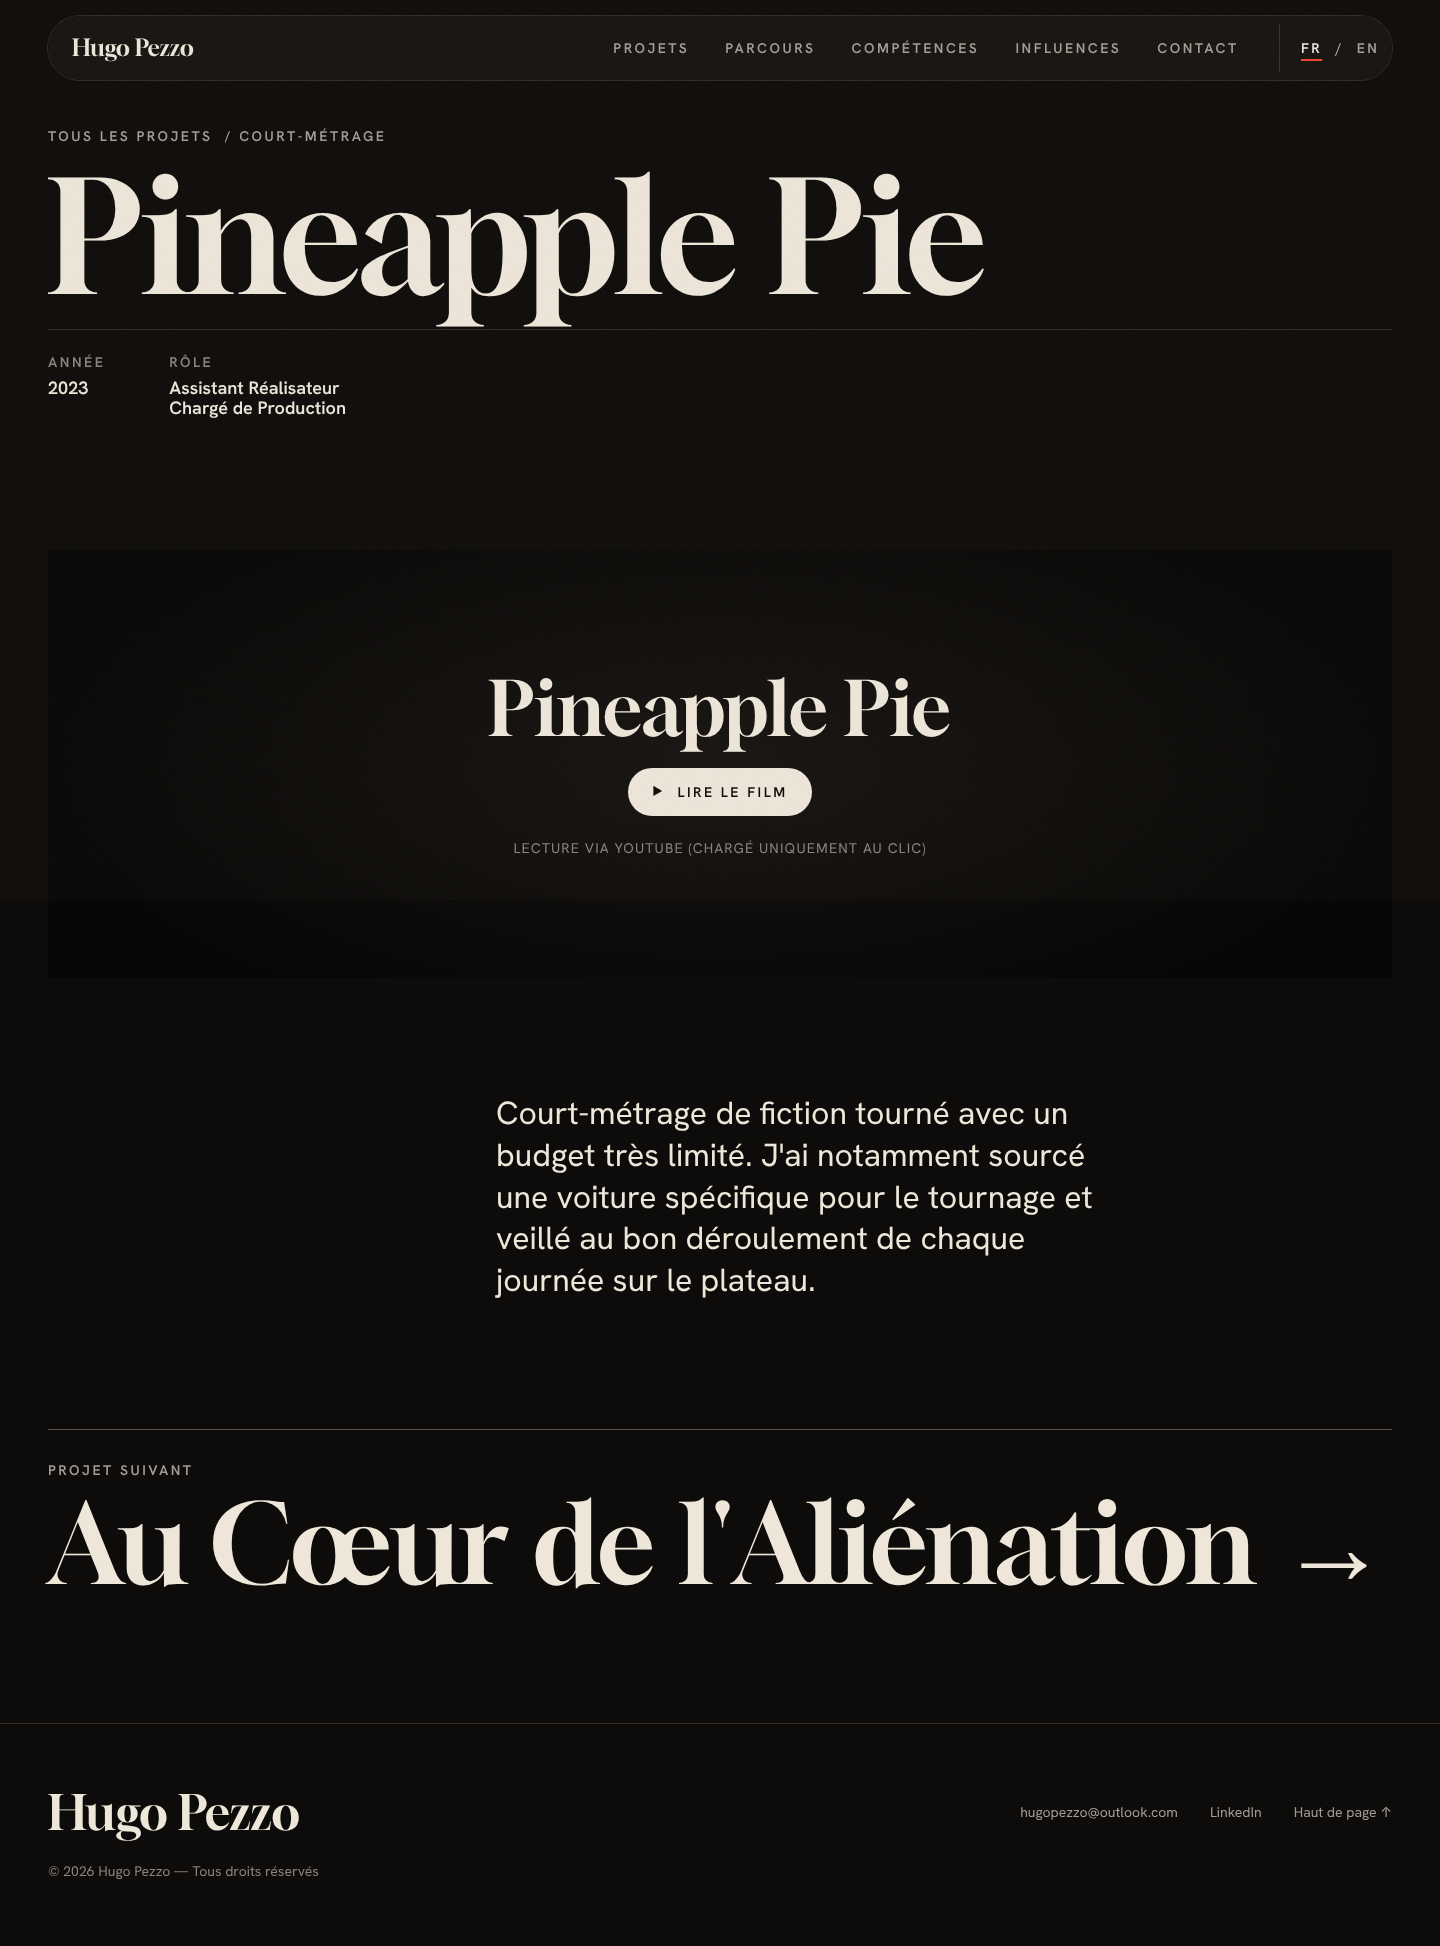 Hugo Pezzo
PROJETS PARCOURS COMPÉTENCES INFLUENCES CONTACT FR / EN
TOUS LES PROJETS / COURT-MÉTRAGE
Pineapple Pie
ANNÉE
2023
RÔLE
Assistant Réalisateur
Chargé de Production
Pineapple Pie
▶ LIRE LE FILM
LECTURE VIA YOUTUBE (CHARGÉ UNIQUEMENT AU CLIC)
Court-métrage de fiction tourné avec un
budget très limité. J'ai notamment sourcé
une voiture spécifique pour le tournage et
veillé au bon déroulement de chaque
journée sur le plateau.
PROJET SUIVANT
Au Cœur de l'Aliénation →
Hugo Pezzo
hugopezzo@outlook.com LinkedIn Haut de page ↑
© 2026 Hugo Pezzo — Tous droits réservés